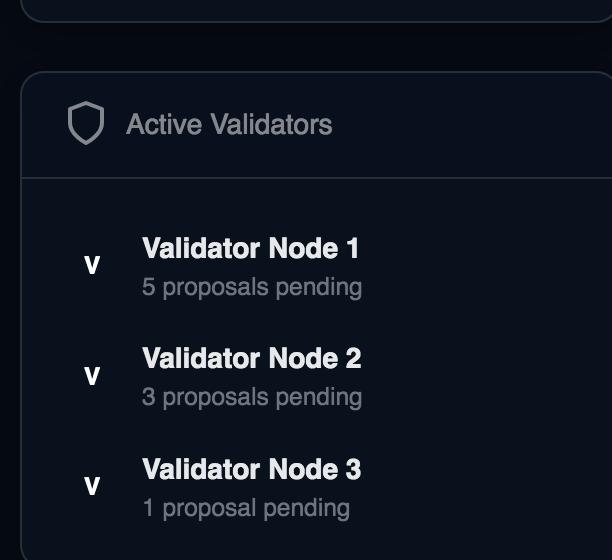 Active Validators
V
Validator Node 1
5 proposals pending
V
Validator Node 2
3 proposals pending
V
Validator Node 3
1 proposal pending